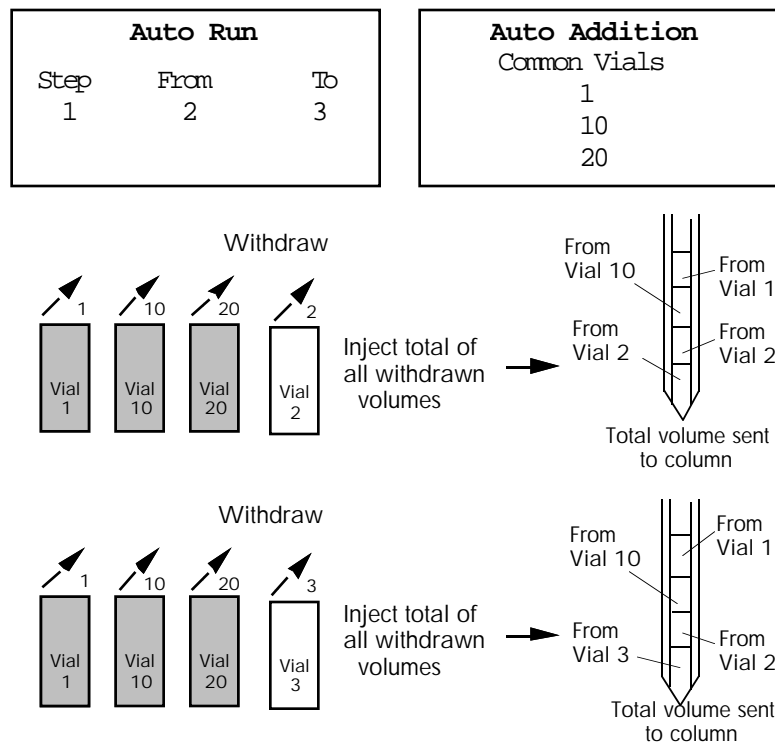 Auto Run
Step From To
1 2 3
Auto Addition
Common Vials
1
10
20
Withdraw
1 10 20 2
Vial 1
Vial 10
Vial 20
Vial 2
Inject total of
all withdrawn
volumes
From
Vial 10
From
Vial 1
From
Vial 2
From
Vial 2
Total volume sent
to column
Withdraw
1 10 20 3
Vial 1
Vial 10
Vial 20
Vial 3
Inject total of
all withdrawn
volumes
From
Vial 10
From
Vial 1
From
Vial 3
From
Vial 2
Total volume sent
to column